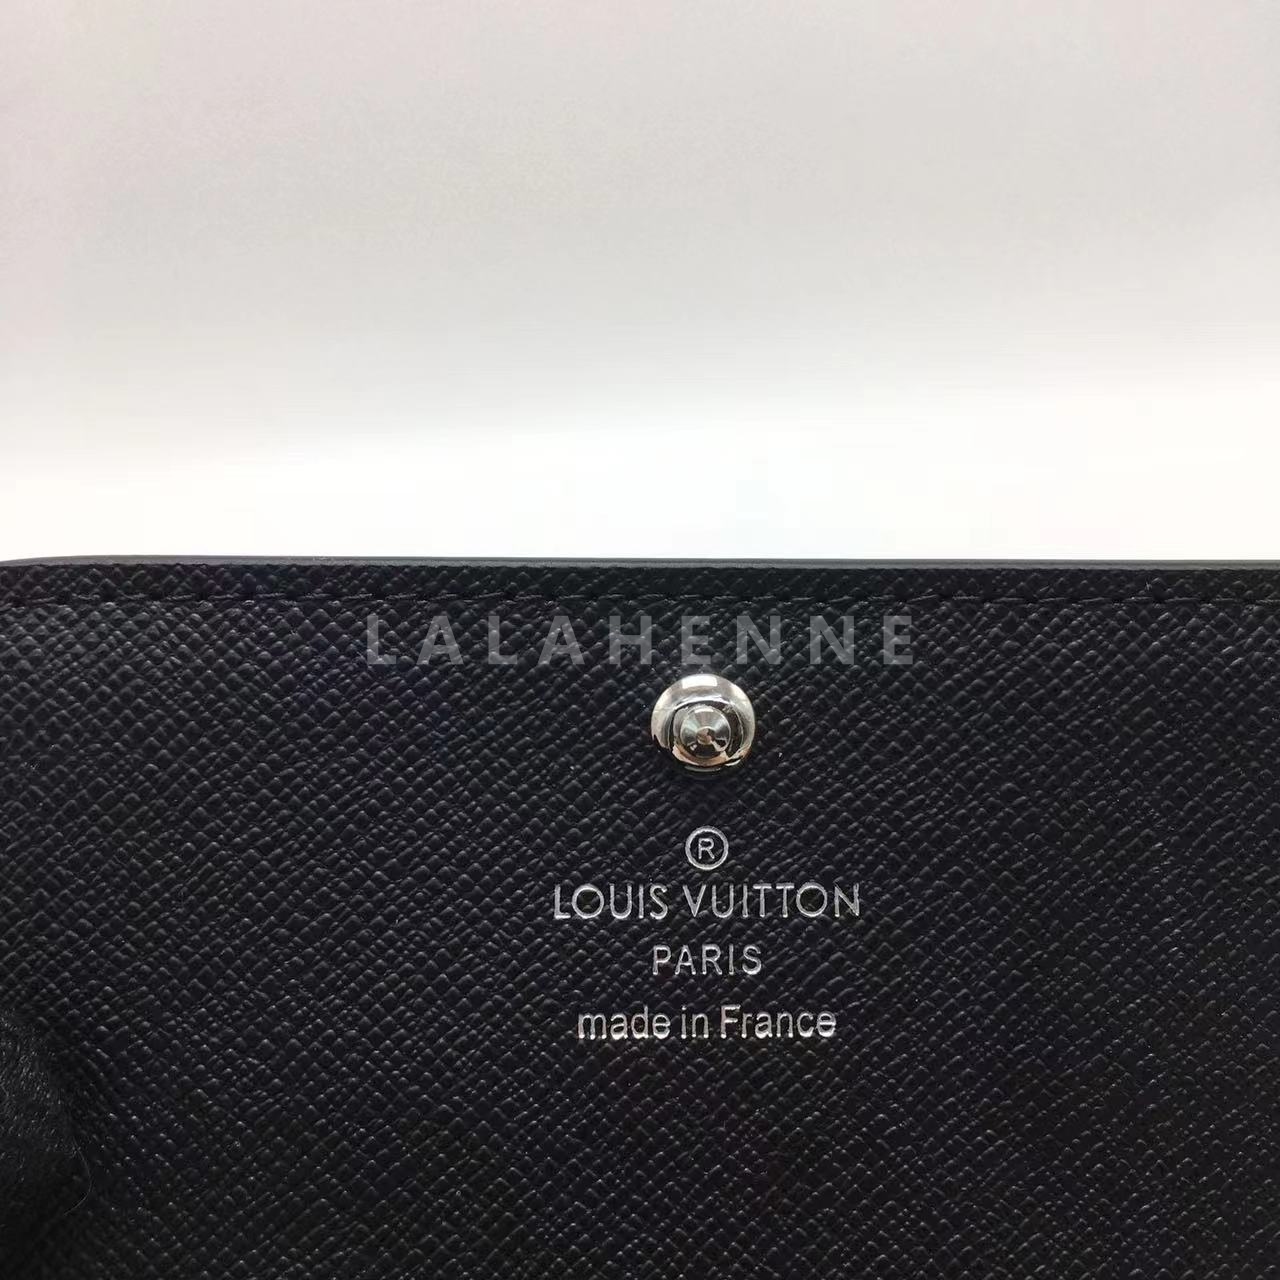 LALAHENNE
®
LOUIS VUITTON
PARIS
made in France